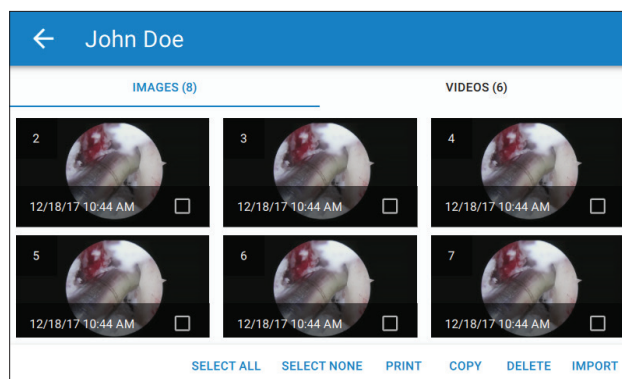 John Doe
IMAGES (8) VIDEOS (6)
2 3 4
12/18/17 10:44 AM 12/18/17 10:44 AM 12/18/17 10:44 AM
5 6 7
12/18/17 10:44 AM 12/18/17 10:44 AM 12/18/17 10:44 AM
SELECT ALL SELECT NONE PRINT COPY DELETE IMPORT